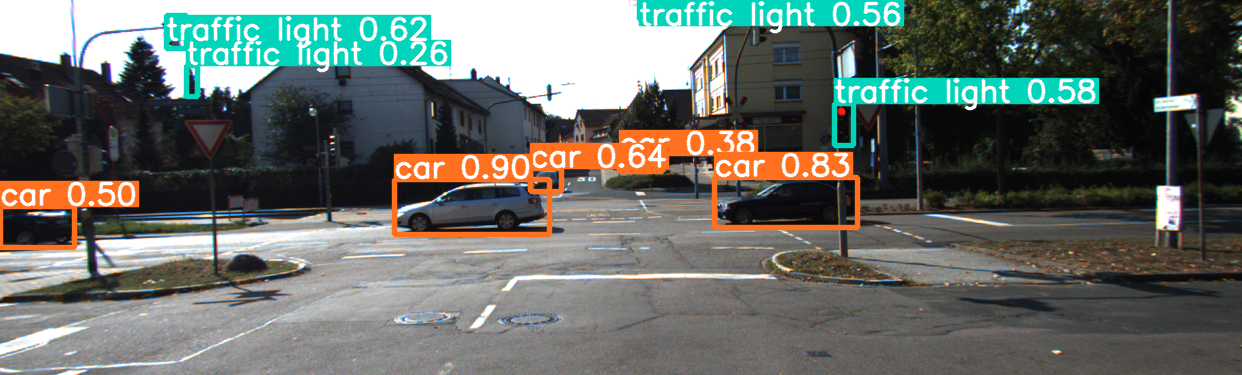 traffic light 0.56
traffic light 0.62
traffic light 0.26
traffic light 0.58
car 0.38
car 0.64
car 0.90
car 0.83
car 0.50
30